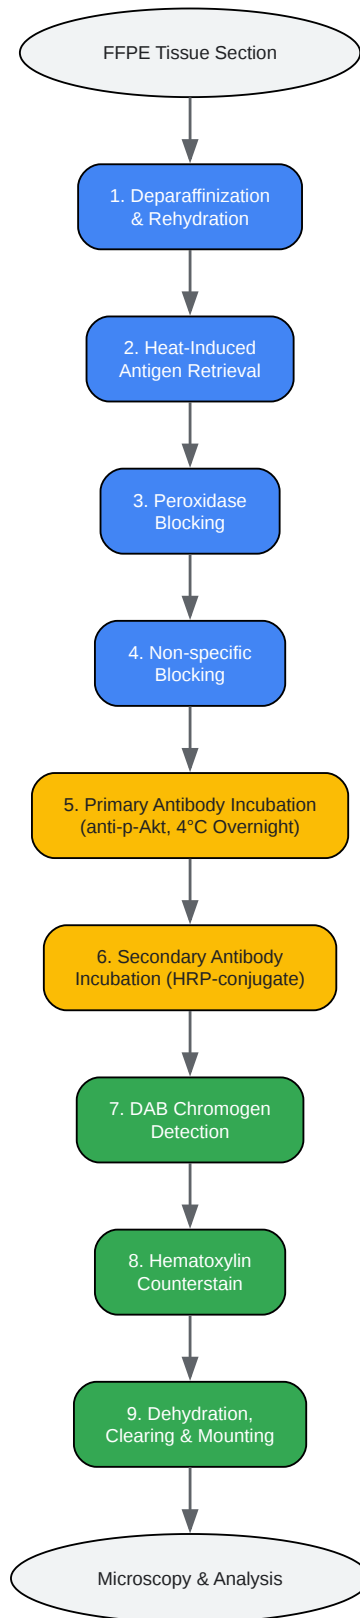 FFPE Tissue Section
1. Deparaffinization
& Rehydration
2. Heat-Induced
Antigen Retrieval
3. Peroxidase
Blocking
4. Non-specific
Blocking
5. Primary Antibody Incubation
(anti-p-Akt, 4°C Overnight)
6. Secondary Antibody
Incubation (HRP-conjugate)
7. DAB Chromogen
Detection
8. Hematoxylin
Counterstain
9. Dehydration,
Clearing & Mounting
Microscopy & Analysis